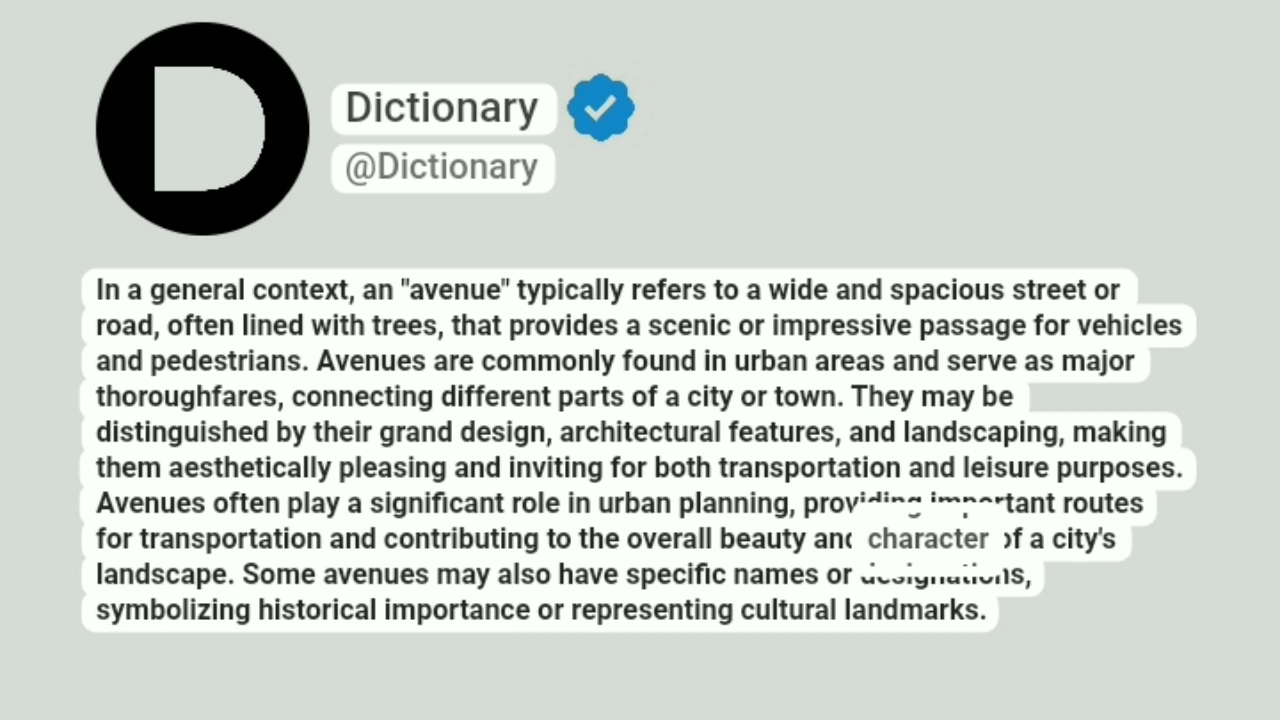 D
Dictionary
@Dictionary
In a general context, an "avenue" typically refers to a wide and spacious street or
road, often lined with trees, that provides a scenic or impressive passage for vehicles
and pedestrians. Avenues are commonly found in urban areas and serve as major
thoroughfares, connecting different parts of a city or town. They may be
distinguished by their grand design, architectural features, and landscaping, making
them aesthetically pleasing and inviting for both transportation and leisure purposes.
Avenues often play a significant role in urban planning, providing important routes
for transportation and contributing to the overall beauty and character of a city's
landscape. Some avenues may also have specific names or designations,
symbolizing historical importance or representing cultural landmarks.